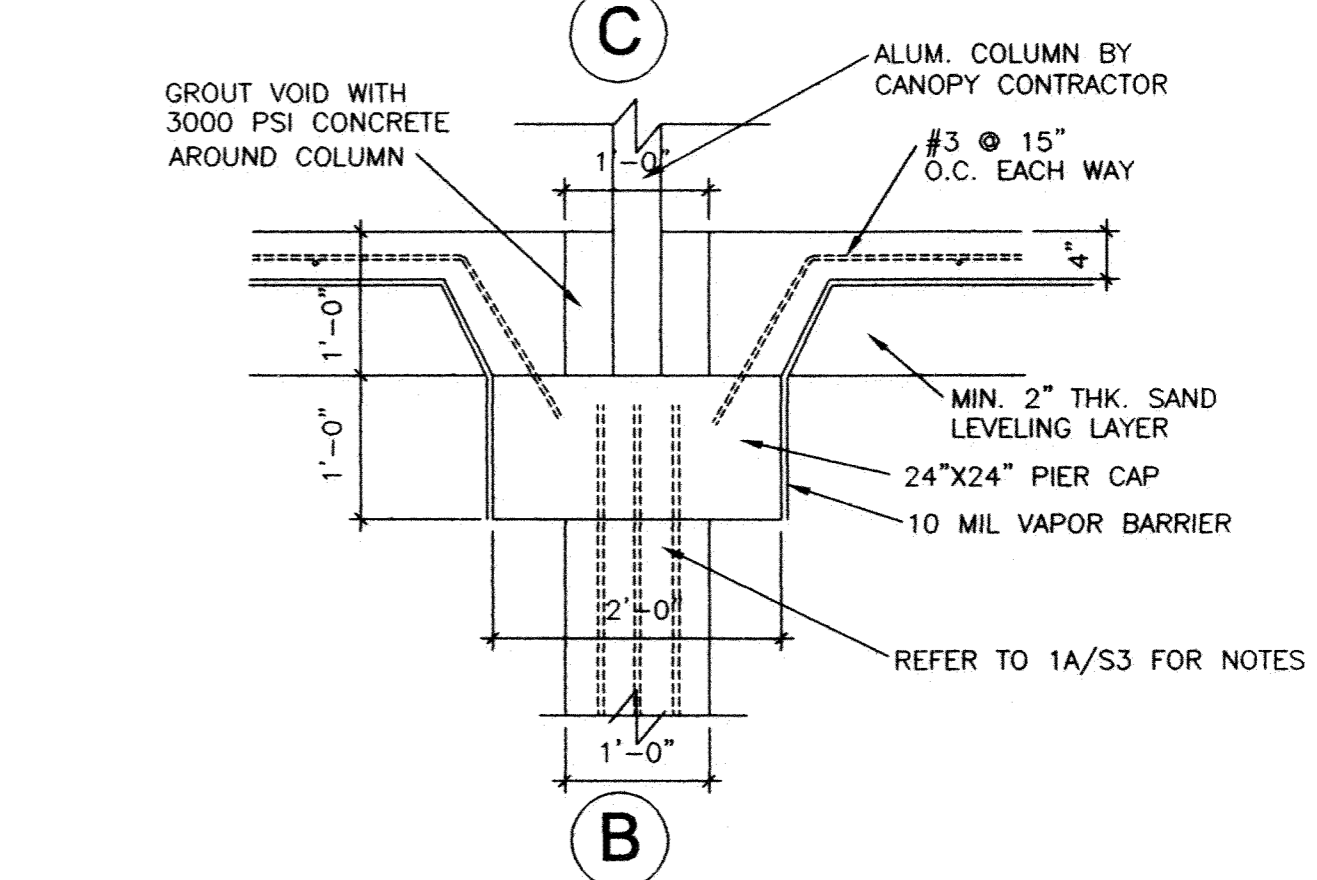 C
ALUM. COLUMN BY
CANOPY CONTRACTOR
GROUT VOID WITH
3000 PSI CONCRETE
AROUND COLUMN
#3 @ 15"
O.C. EACH WAY
1'-0"
4"
1'-0"
1'-0"
MIN. 2" THK. SAND
LEVELING LAYER
24"X24" PIER CAP
10 MIL VAPOR BARRIER
2'-0"
REFER TO 1A/S3 FOR NOTES
1'-0"
B